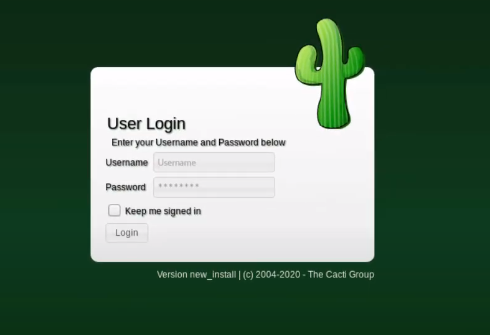 User Login
Enter your Username and Password below
Username Username
Password ********
Keep me signed in
Login
Version new_install | (c) 2004-2020 - The Cacti Group